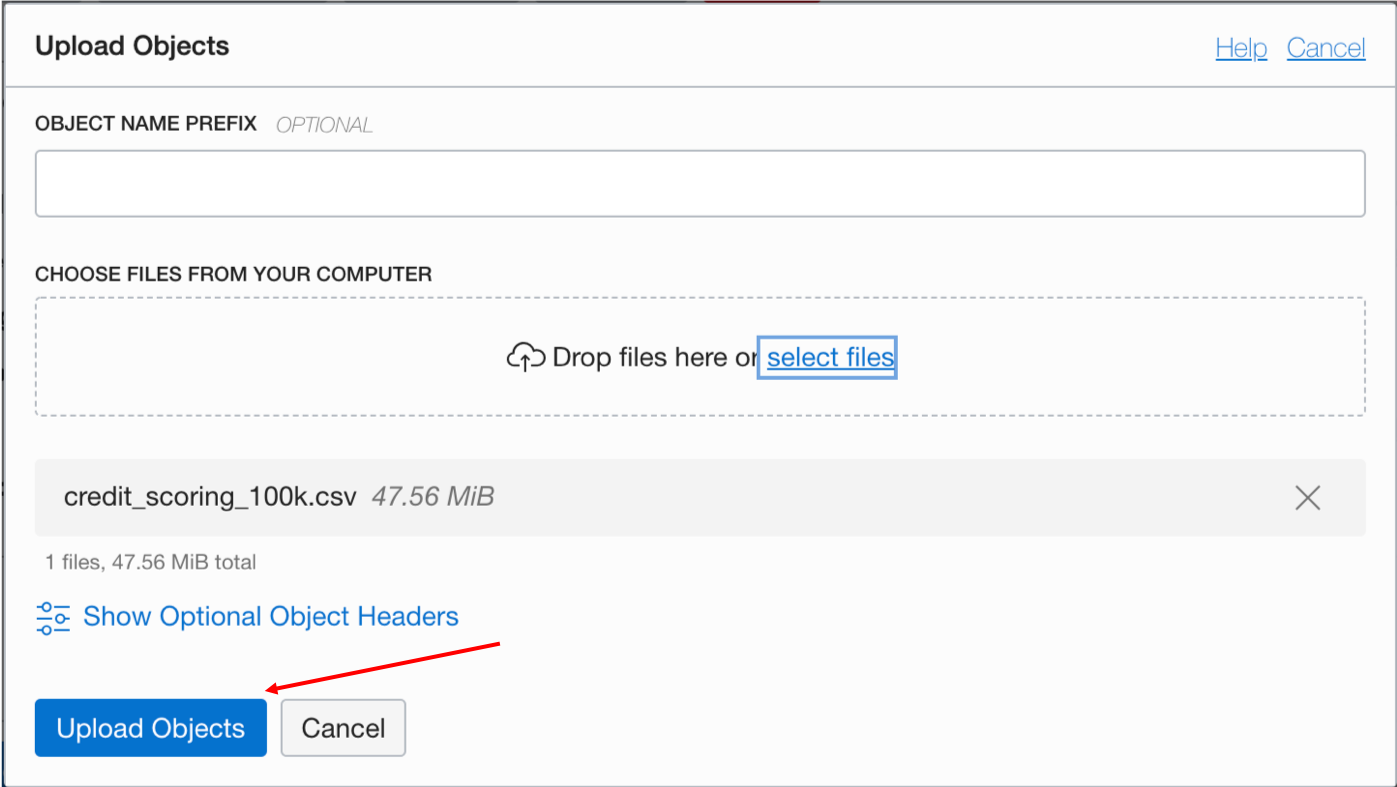 Upload Objects
Help Cancel
OBJECT NAME PREFIX OPTIONAL
CHOOSE FILES FROM YOUR COMPUTER
Drop files here or select files
credit_scoring_100k.csv 47.56 MiB
1 files, 47.56 MiB total
Show Optional Object Headers
Upload Objects Cancel